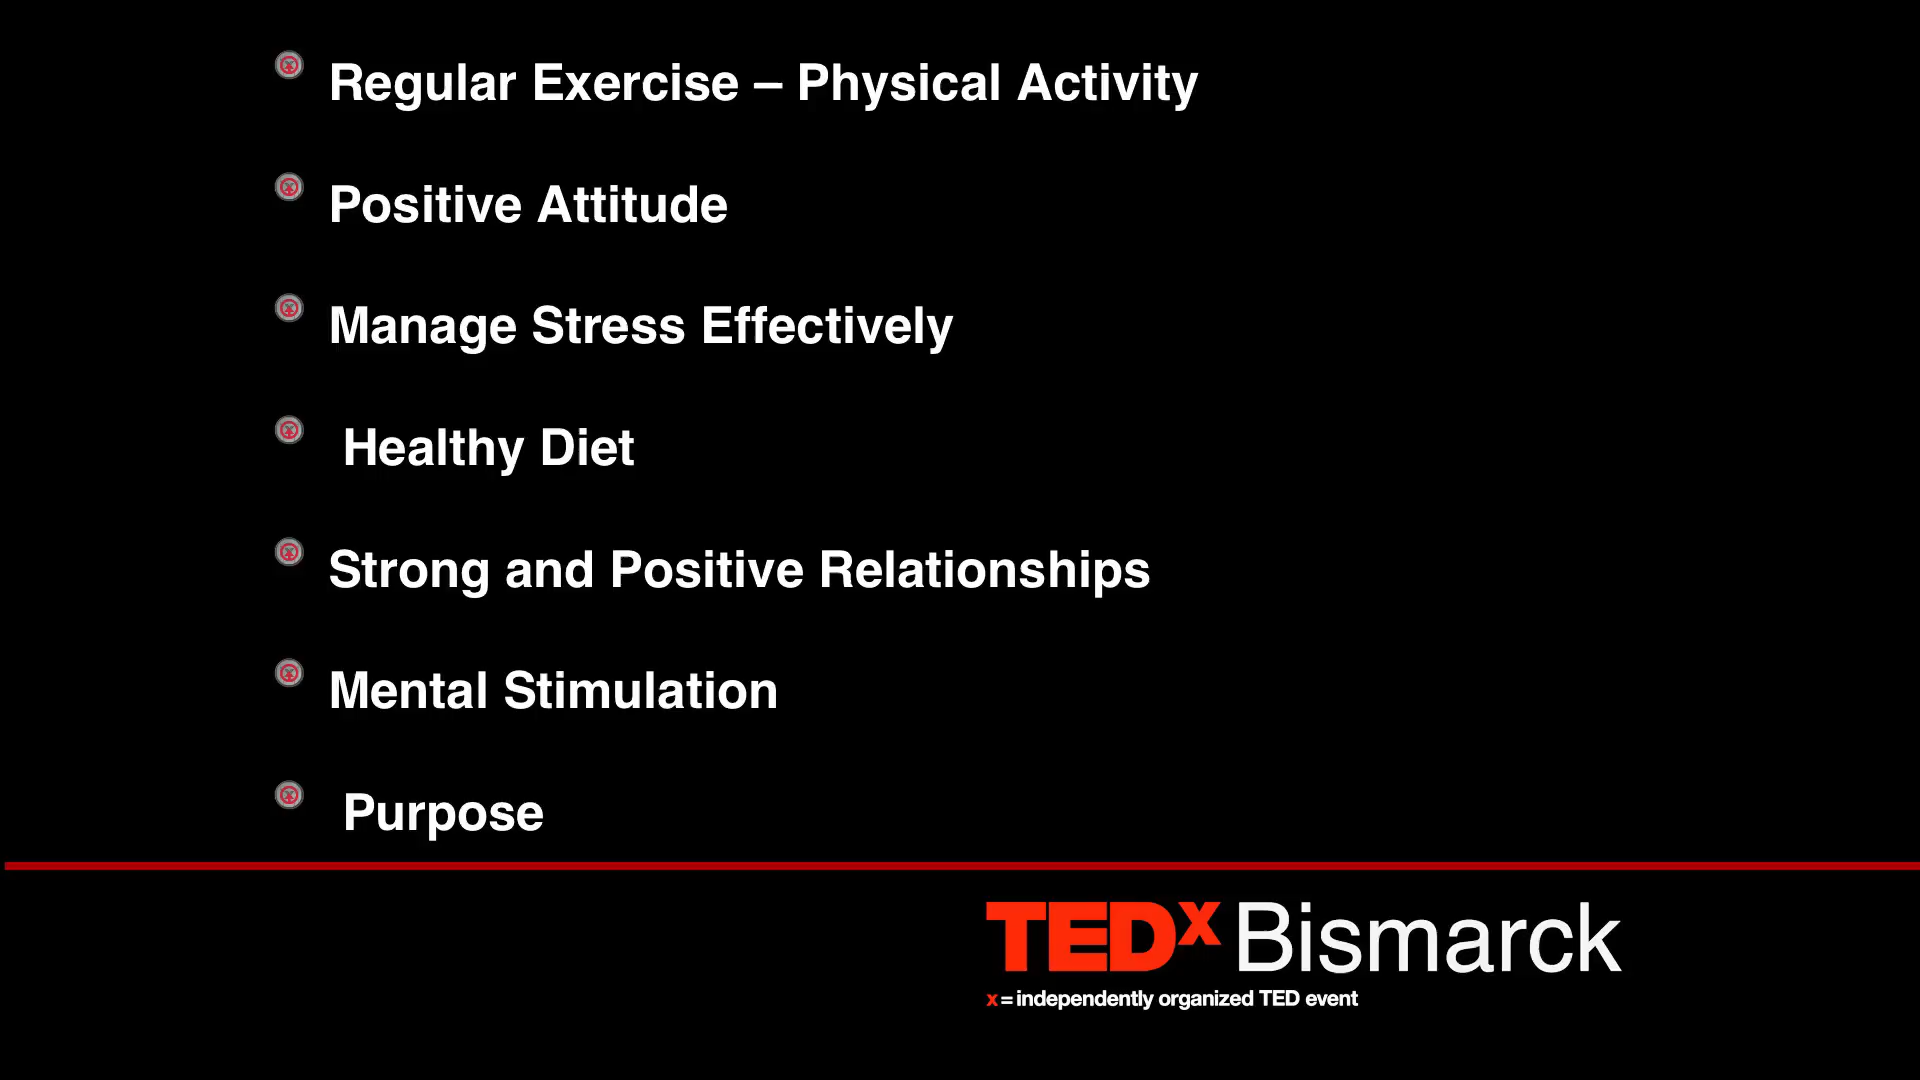 Regular Exercise – Physical Activity
Positive Attitude
Manage Stress Effectively
Healthy Diet
Strong and Positive Relationships
Mental Stimulation
Purpose
TEDx Bismarck
x = independently organized TED event